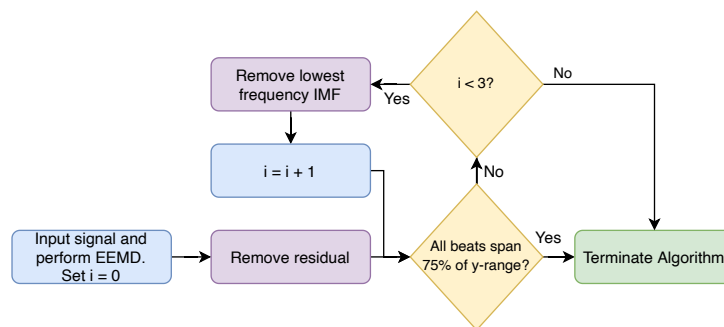 Remove lowest
frequency IMF
i < 3?
No
Yes
i = i + 1
No
Input signal and
perform EEMD.
Set i = 0
Remove residual
All beats span
75% of y-range?
Yes
Terminate Algorithm